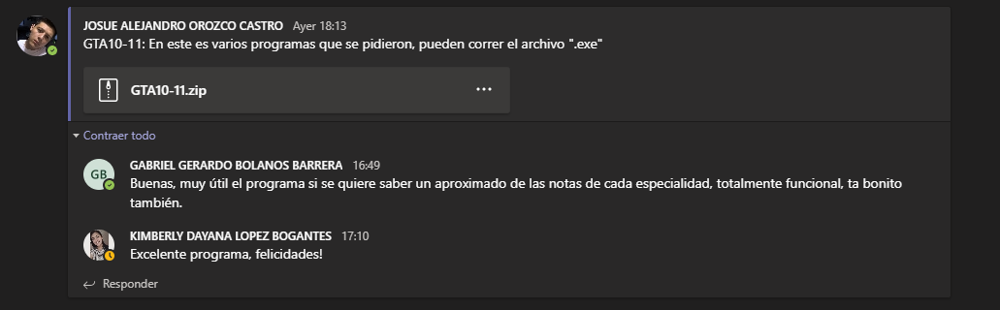 JOSUE ALEJANDRO OROZCO CASTRO Ayer 18:13
GTA10-11: En este es varios programas que se pidieron, pueden correr el archivo ".exe"
GTA10-11.zip
Contraer todo
GB
GABRIEL GERARDO BOLANOS BARRERA 16:49
Buenas, muy útil el programa si se quiere saber un aproximado de las notas de cada especialidad, totalmente funcional, ta bonito
también.
KIMBERLY DAYANA LOPEZ BOGANTES 17:10
Excelente programa, felicidades!
Responder